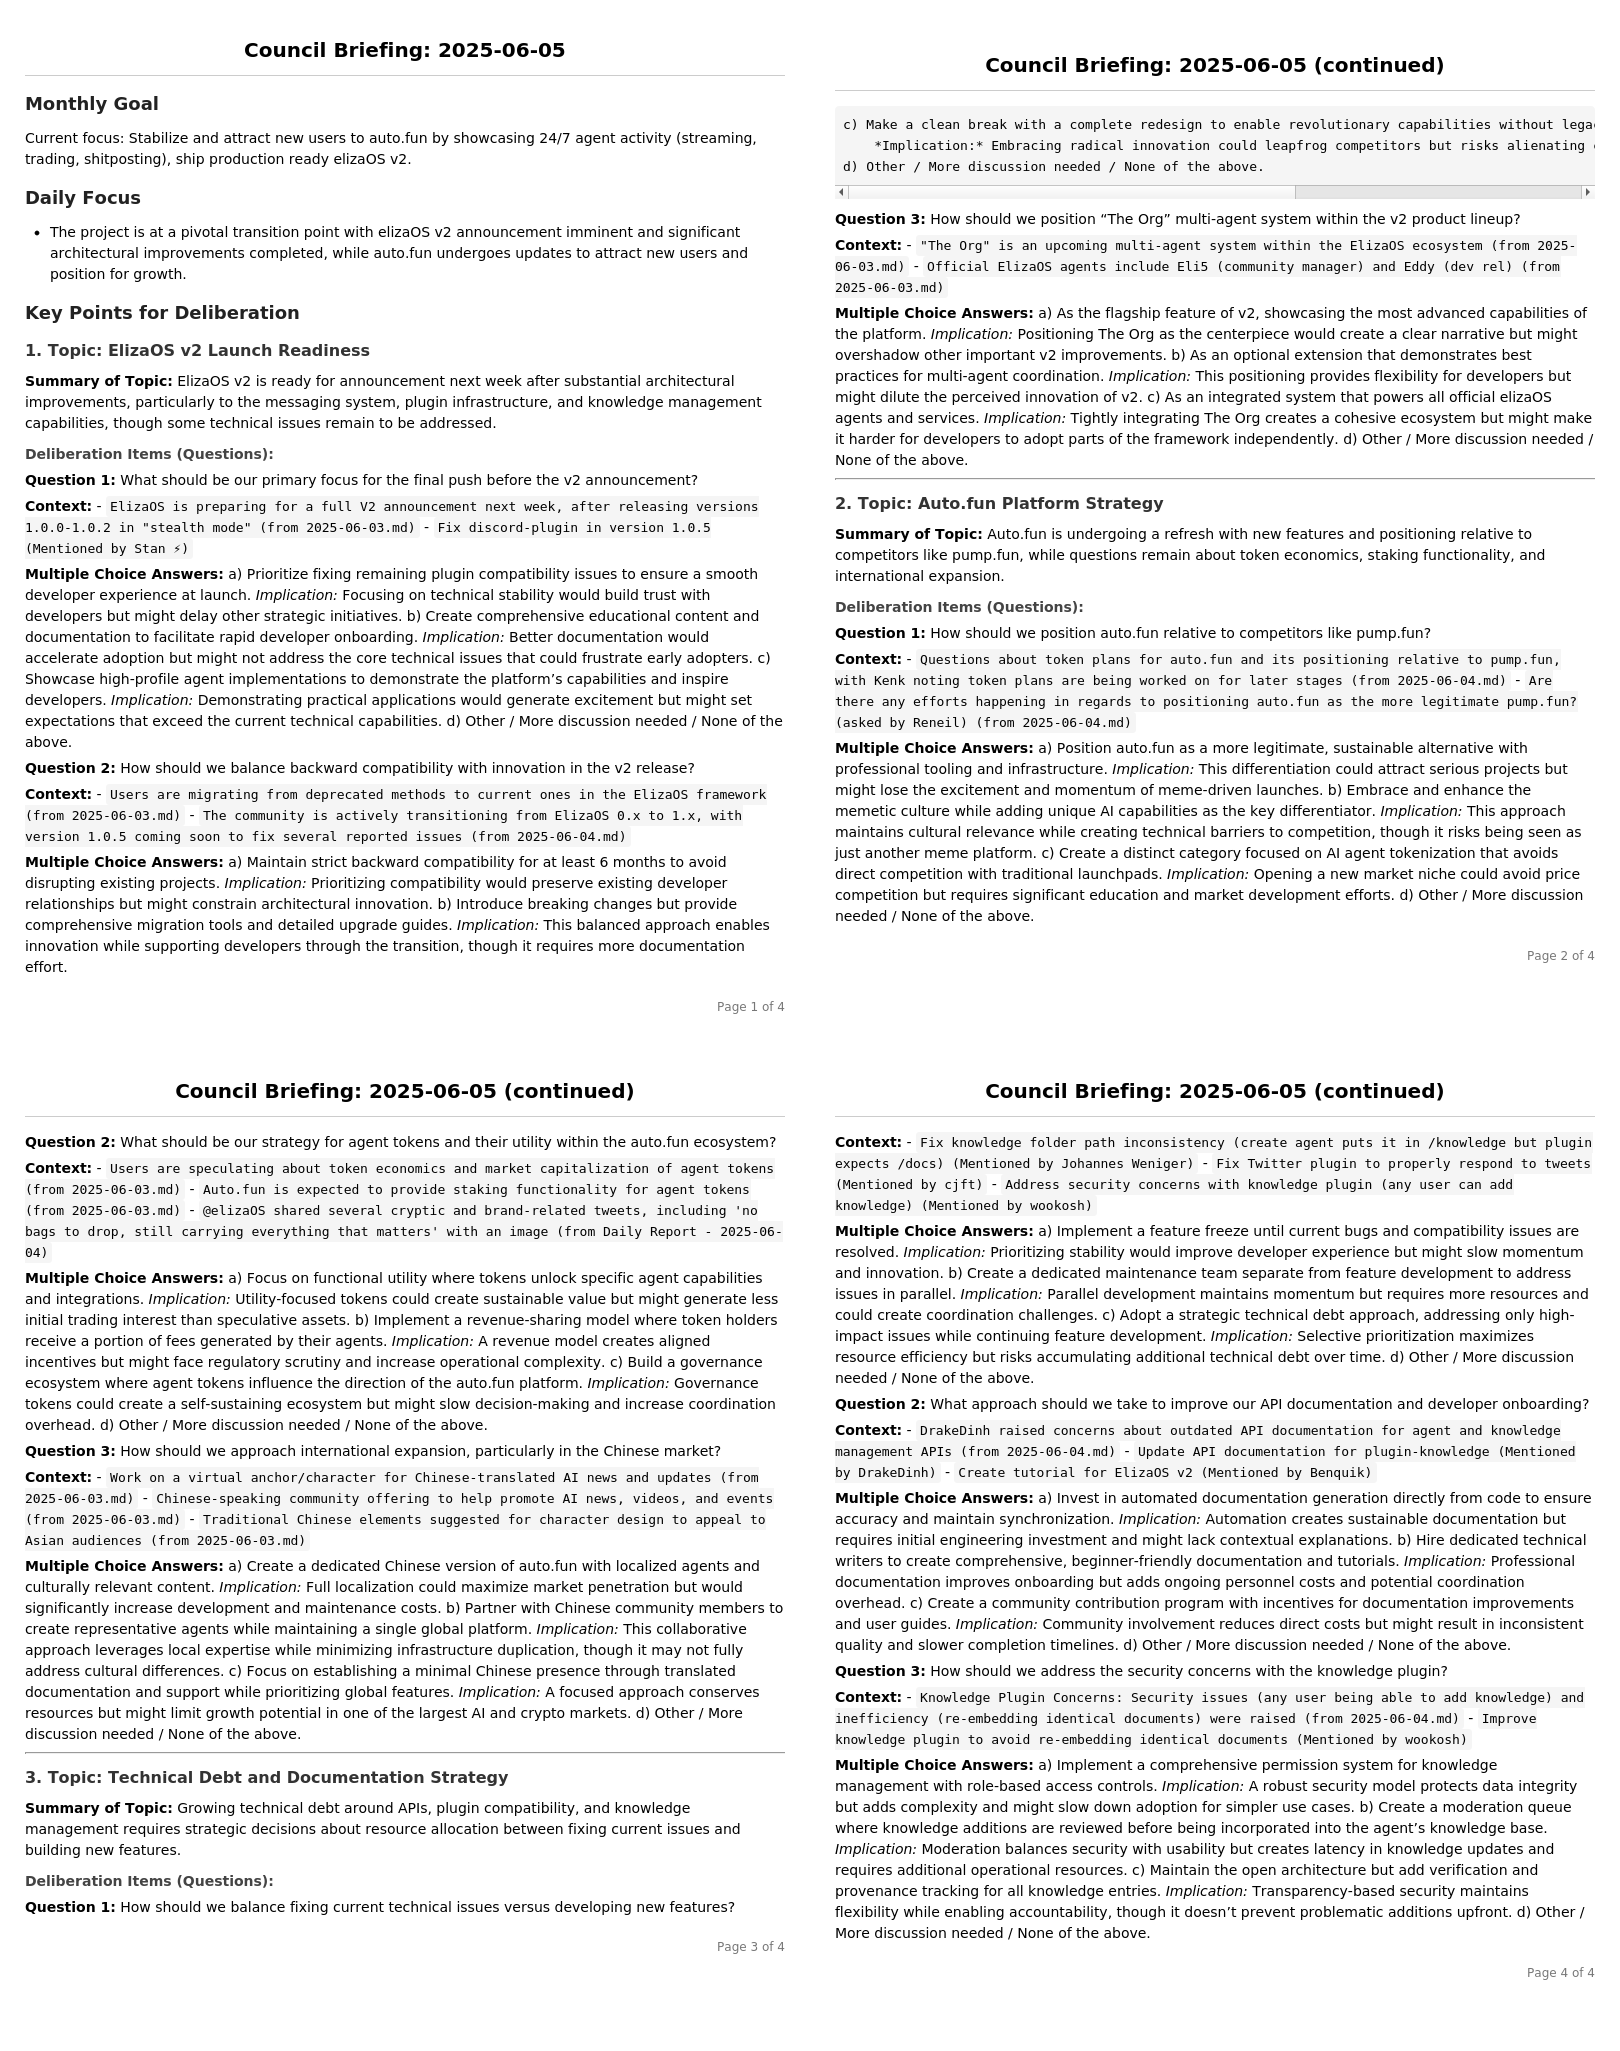 Council Briefing: 2025-06-05
Monthly Goal
Current focus: Stabilize and attract new users to auto.fun by showcasing 24/7 agent activity (streaming,
trading, shitposting), ship production ready elizaOS v2.
Daily Focus
• The project is at a pivotal transition point with elizaOS v2 announcement imminent and significant
architectural improvements completed, while auto.fun undergoes updates to attract new users and
position for growth.
Key Points for Deliberation
1. Topic: ElizaOS v2 Launch Readiness
Summary of Topic: ElizaOS v2 is ready for announcement next week after substantial architectural
improvements, particularly to the messaging system, plugin infrastructure, and knowledge management
capabilities, though some technical issues remain to be addressed.
Deliberation Items (Questions):
Question 1: What should be our primary focus for the final push before the v2 announcement?
Context: - ElizaOS is preparing for a full V2 announcement next week, after releasing versions
1.0.0-1.0.2 in "stealth mode" (from 2025-06-03.md) - Fix discord-plugin in version 1.0.5
(Mentioned by Stan ⚡)
Multiple Choice Answers: a) Prioritize fixing remaining plugin compatibility issues to ensure a smooth
developer experience at launch. Implication: Focusing on technical stability would build trust with
developers but might delay other strategic initiatives. b) Create comprehensive educational content and
documentation to facilitate rapid developer onboarding. Implication: Better documentation would
accelerate adoption but might not address the core technical issues that could frustrate early adopters. c)
Showcase high-profile agent implementations to demonstrate the platform’s capabilities and inspire
developers. Implication: Demonstrating practical applications would generate excitement but might set
expectations that exceed the current technical capabilities. d) Other / More discussion needed / None of the
above.
Question 2: How should we balance backward compatibility with innovation in the v2 release?
Context: - Users are migrating from deprecated methods to current ones in the ElizaOS framework
(from 2025-06-03.md) - The community is actively transitioning from ElizaOS 0.x to 1.x, with
version 1.0.5 coming soon to fix several reported issues (from 2025-06-04.md)
Multiple Choice Answers: a) Maintain strict backward compatibility for at least 6 months to avoid
disrupting existing projects. Implication: Prioritizing compatibility would preserve existing developer
relationships but might constrain architectural innovation. b) Introduce breaking changes but provide
comprehensive migration tools and detailed upgrade guides. Implication: This balanced approach enables
innovation while supporting developers through the transition, though it requires more documentation
effort.
Page 1 of 4
Council Briefing: 2025-06-05 (continued)
c) Make a clean break with a complete redesign to enable revolutionary capabilities without
*Implication:* Embracing radical innovation could leapfrog competitors but risks alienating
d) Other / More discussion needed / None of the above.
Question 3: How should we position “The Org” multi-agent system within the v2 product lineup?
Context: - "The Org" is an upcoming multi-agent system within the ElizaOS ecosystem (from 2025-
06-03.md) - Official ElizaOS agents include Eli5 (community manager) and Eddy (dev rel) (from
2025-06-03.md)
Multiple Choice Answers: a) As the flagship feature of v2, showcasing the most advanced capabilities of
the platform. Implication: Positioning The Org as the centerpiece would create a clear narrative but might
overshadow other important v2 improvements. b) As an optional extension that demonstrates best
practices for multi-agent coordination. Implication: This positioning provides flexibility for developers but
might dilute the perceived innovation of v2. c) As an integrated system that powers all official elizaOS
agents and services. Implication: Tightly integrating The Org creates a cohesive ecosystem but might make
it harder for developers to adopt parts of the framework independently. d) Other / More discussion needed /
None of the above.
2. Topic: Auto.fun Platform Strategy
Summary of Topic: Auto.fun is undergoing a refresh with new features and positioning relative to
competitors like pump.fun, while questions remain about token economics, staking functionality, and
international expansion.
Deliberation Items (Questions):
Question 1: How should we position auto.fun relative to competitors like pump.fun?
Context: - Questions about token plans for auto.fun and its positioning relative to pump.fun,
with Kenk noting token plans are being worked on for later stages (from 2025-06-04.md) - Are
there any efforts happening in regards to positioning auto.fun as the more legitimate pump.fun?
(asked by Reneil) (from 2025-06-04.md)
Multiple Choice Answers: a) Position auto.fun as a more legitimate, sustainable alternative with
professional tooling and infrastructure. Implication: This differentiation could attract serious projects but
might lose the excitement and momentum of meme-driven launches. b) Embrace and enhance the
memetic culture while adding unique AI capabilities as the key differentiator. Implication: This approach
maintains cultural relevance while creating technical barriers to competition, though it risks being seen as
just another meme platform. c) Create a distinct category focused on AI agent tokenization that avoids
direct competition with traditional launchpads. Implication: Opening a new market niche could avoid price
competition but requires significant education and market development efforts. d) Other / More discussion
needed / None of the above.
Page 2 of 4
Council Briefing: 2025-06-05 (continued)
Question 2: What should be our strategy for agent tokens and their utility within the auto.fun ecosystem?
Context: - Users are speculating about token economics and market capitalization of agent tokens
(from 2025-06-03.md) - Auto.fun is expected to provide staking functionality for agent tokens
(from 2025-06-03.md) - @elizaOS shared several cryptic and brand-related tweets, including 'no
bags to drop, still carrying everything that matters' with an image (from Daily Report - 2025-06-
04)
Multiple Choice Answers: a) Focus on functional utility where tokens unlock specific agent capabilities
and integrations. Implication: Utility-focused tokens could create sustainable value but might generate less
initial trading interest than speculative assets. b) Implement a revenue-sharing model where token holders
receive a portion of fees generated by their agents. Implication: A revenue model creates aligned
incentives but might face regulatory scrutiny and increase operational complexity. c) Build a governance
ecosystem where agent tokens influence the direction of the auto.fun platform. Implication: Governance
tokens could create a self-sustaining ecosystem but might slow decision-making and increase coordination
overhead. d) Other / More discussion needed / None of the above.
Question 3: How should we approach international expansion, particularly in the Chinese market?
Context: - Work on a virtual anchor/character for Chinese-translated AI news and updates (from
2025-06-03.md) - Chinese-speaking community offering to help promote AI news, videos, and events
(from 2025-06-03.md) - Traditional Chinese elements suggested for character design to appeal to
Asian audiences (from 2025-06-03.md)
Multiple Choice Answers: a) Create a dedicated Chinese version of auto.fun with localized agents and
culturally relevant content. Implication: Full localization could maximize market penetration but would
significantly increase development and maintenance costs. b) Partner with Chinese community members to
create representative agents while maintaining a single global platform. Implication: This collaborative
approach leverages local expertise while minimizing infrastructure duplication, though it may not fully
address cultural differences. c) Focus on establishing a minimal Chinese presence through translated
documentation and support while prioritizing global features. Implication: A focused approach conserves
resources but might limit growth potential in one of the largest AI and crypto markets. d) Other / More
discussion needed / None of the above.
3. Topic: Technical Debt and Documentation Strategy
Summary of Topic: Growing technical debt around APIs, plugin compatibility, and knowledge
management requires strategic decisions about resource allocation between fixing current issues and
building new features.
Deliberation Items (Questions):
Question 1: How should we balance fixing current technical issues versus developing new features?
Page 3 of 4
Council Briefing: 2025-06-05 (continued)
Context: - Fix knowledge folder path inconsistency (create agent puts it in /knowledge but plugin
expects /docs) (Mentioned by Johannes Weniger) - Fix Twitter plugin to properly respond to tweets
(Mentioned by cjft) - Address security concerns with knowledge plugin (any user can add
knowledge) (Mentioned by wookosh)
Multiple Choice Answers: a) Implement a feature freeze until current bugs and compatibility issues are
resolved. Implication: Prioritizing stability would improve developer experience but might slow momentum
and innovation. b) Create a dedicated maintenance team separate from feature development to address
issues in parallel. Implication: Parallel development maintains momentum but requires more resources and
could create coordination challenges. c) Adopt a strategic technical debt approach, addressing only high-
impact issues while continuing feature development. Implication: Selective prioritization maximizes
resource efficiency but risks accumulating additional technical debt over time. d) Other / More discussion
needed / None of the above.
Question 2: What approach should we take to improve our API documentation and developer onboarding?
Context: - DrakeDinh raised concerns about outdated API documentation for agent and knowledge
management APIs (from 2025-06-04.md) - Update API documentation for plugin-knowledge (Mentioned
by DrakeDinh) - Create tutorial for ElizaOS v2 (Mentioned by Benquik)
Multiple Choice Answers: a) Invest in automated documentation generation directly from code to ensure
accuracy and maintain synchronization. Implication: Automation creates sustainable documentation but
requires initial engineering investment and might lack contextual explanations. b) Hire dedicated technical
writers to create comprehensive, beginner-friendly documentation and tutorials. Implication: Professional
documentation improves onboarding but adds ongoing personnel costs and potential coordination
overhead. c) Create a community contribution program with incentives for documentation improvements
and user guides. Implication: Community involvement reduces direct costs but might result in inconsistent
quality and slower completion timelines. d) Other / More discussion needed / None of the above.
Question 3: How should we address the security concerns with the knowledge plugin?
Context: - Knowledge Plugin Concerns: Security issues (any user being able to add knowledge) and
inefficiency (re-embedding identical documents) were raised (from 2025-06-04.md) - Improve
knowledge plugin to avoid re-embedding identical documents (Mentioned by wookosh)
Multiple Choice Answers: a) Implement a comprehensive permission system for knowledge
management with role-based access controls. Implication: A robust security model protects data integrity
but adds complexity and might slow down adoption for simpler use cases. b) Create a moderation queue
where knowledge additions are reviewed before being incorporated into the agent’s knowledge base.
Implication: Moderation balances security with usability but creates latency in knowledge updates and
requires additional operational resources. c) Maintain the open architecture but add verification and
provenance tracking for all knowledge entries. Implication: Transparency-based security maintains
flexibility while enabling accountability, though it doesn’t prevent problematic additions upfront. d) Other /
More discussion needed / None of the above.
Page 4 of 4